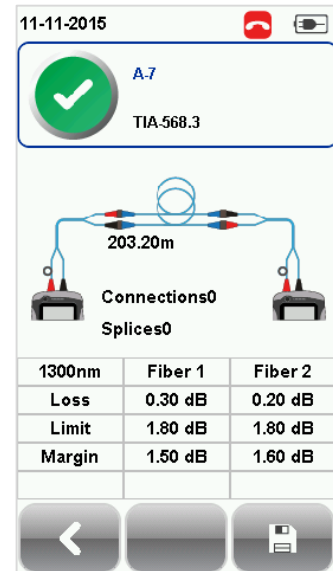 11-11-2015
A-7
TIA-568.3
203.20m
Connections0
Splices0
1300nm Fiber 1 Fiber 2
Loss 0.30 dB 0.20 dB
Limit 1.80 dB 1.80 dB
Margin 1.50 dB 1.60 dB